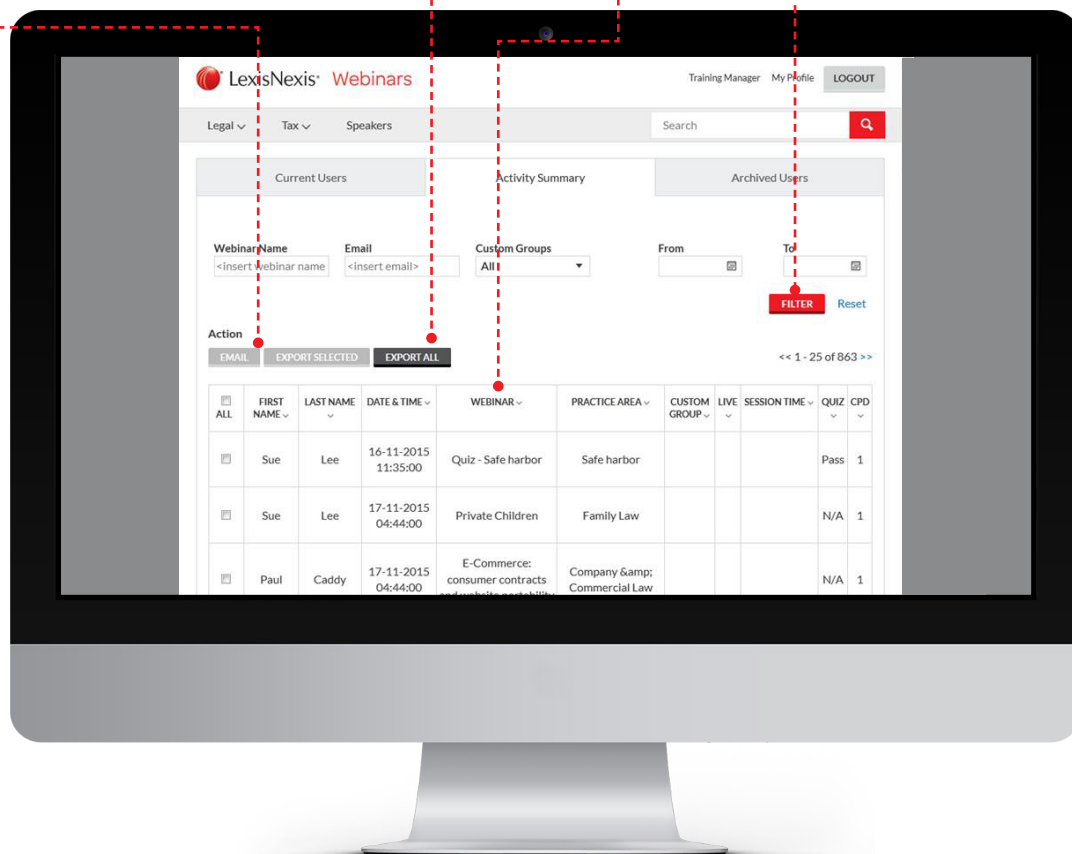 LexisNexis® Webinars
Training Manager My Profile LOGOUT
Legal Tax Speakers Search
Current Users Activity Summary Archived Users
Webinar Name Email Custom Groups From To
<insert webinar name <insert email> All
FILTER Reset
Action
EMAIL EXPORT SELECTED EXPORT ALL << 1 - 25 of 863 >>
ALL FIRST NAME LAST NAME DATE & TIME WEBINAR PRACTICE AREA CUSTOM GROUP LIVE SESSION TIME QUIZ CPD
Sue Lee 16-11-2015 11:35:00 Quiz - Safe harbor Safe harbor Pass 1
Sue Lee 17-11-2015 04:44:00 Private Children Family Law N/A 1
Paul Caddy 17-11-2015 04:44:00 E-Commerce: consumer contracts and website portability Company &amp; Commercial Law N/A 1